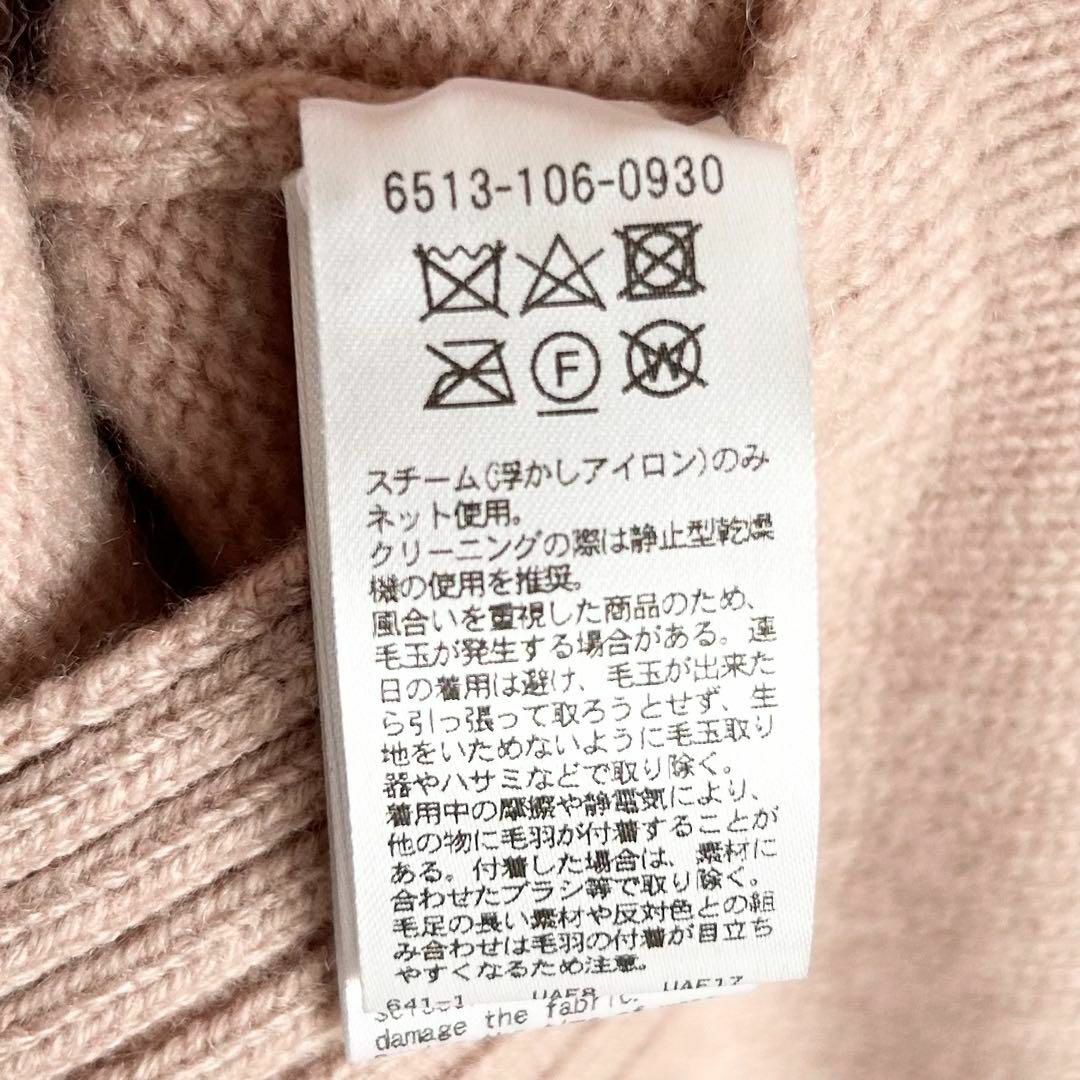 6513-106-0930
F
W
スチーム(浮かしアイロン)のみ
ネット使用。
クリーニングの際は静止型乾燥
機の使用を推奨。
風合いを重視した商品のため、
毛玉が発生する場合がある。連
日の着用は避け、毛玉が出来た
ら引っ張って取ろうとせず、生
地をいためないように毛玉取り
器やハサミなどで取り除く。
着用中の摩擦や静電気により、
他の物に毛羽が付着することが
ある。付着した場合は、素材に
合わせたブラシ等で取り除く。
毛足の長い素材や反対色との組
み合わせは毛羽の付着が目立ち
やすくなるため注意。
damage the fabric.